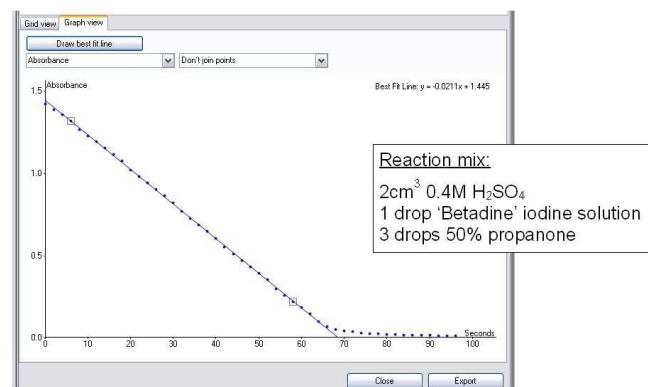 Grid view Graph view
Draw best fit line
Absorbance Don't join points
Absorbance
Best Fit Line: y = -0.0211x + 1.445
1.5
1.0
0.5
0.0
0 10 20 30 40 50 60 70 80 90 100
Seconds
Reaction mix:
2cm³ 0.4M H₂SO₄
1 drop ‘Betadine’ iodine solution
3 drops 50% propanone
Close Export